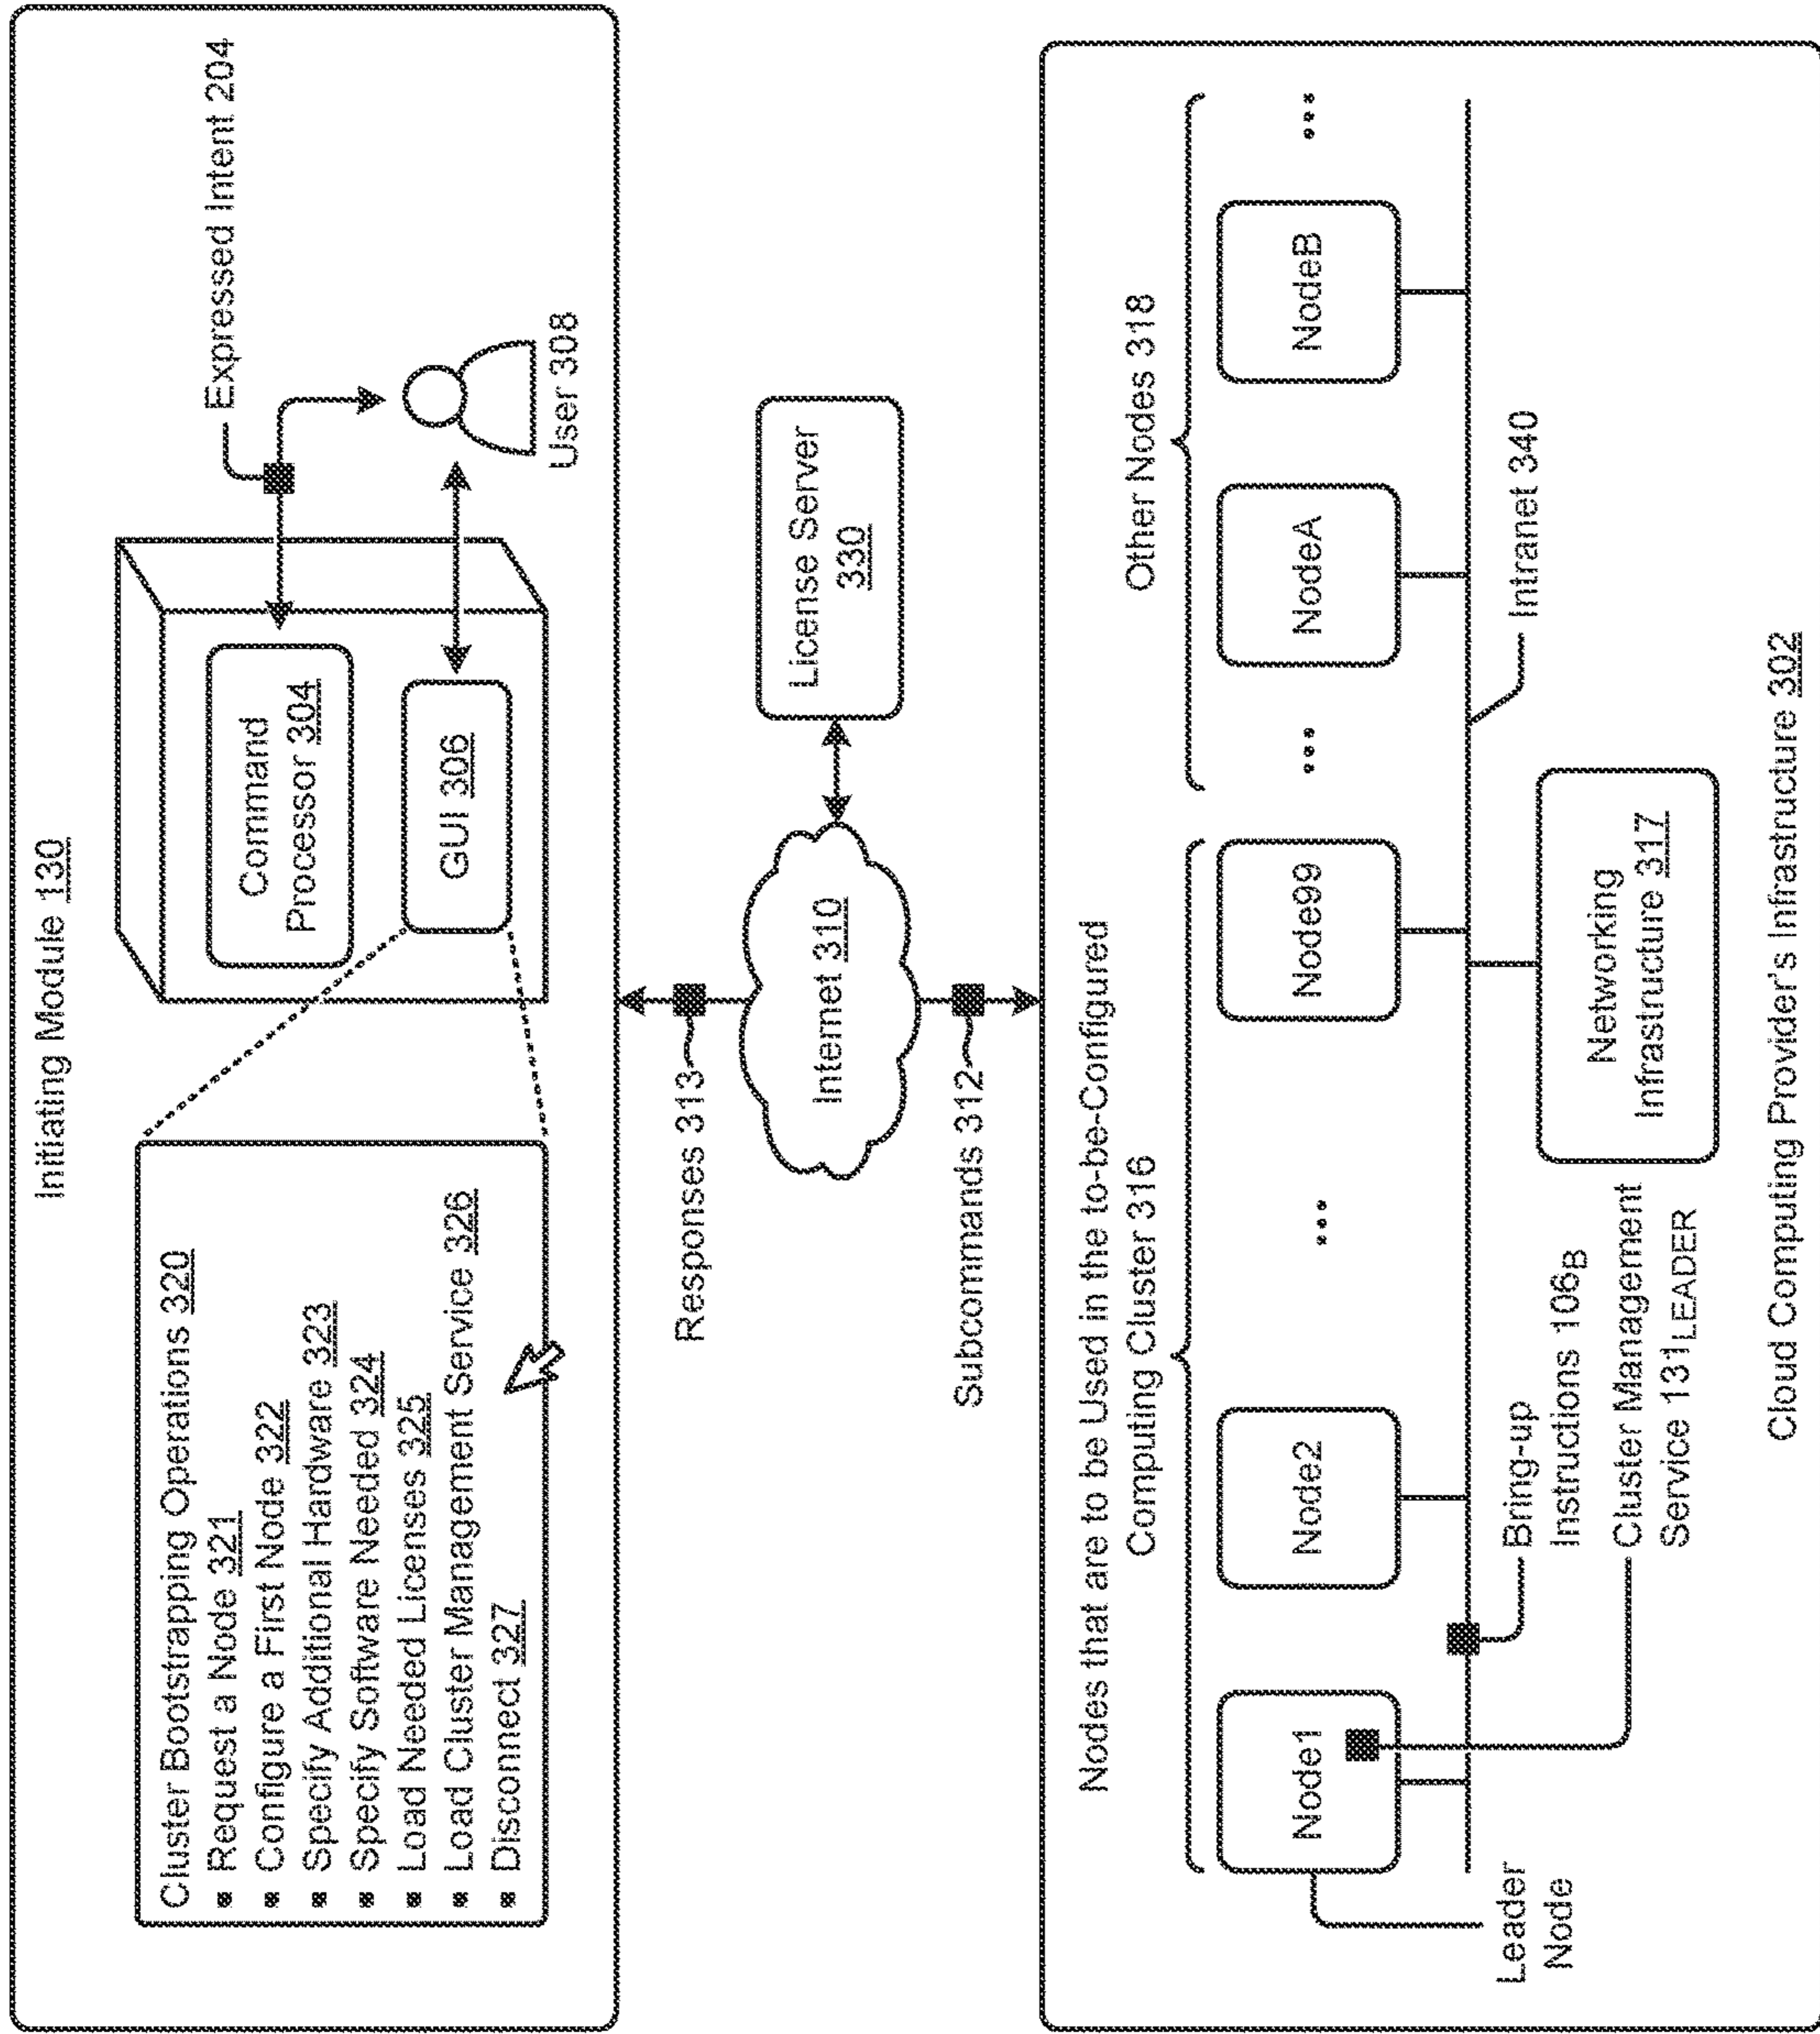 Initiating Module 130
Cluster Bootstrapping Operations 320
▪ Request a Node 321
▪ Configure a First Node 322
▪ Specify Additional Hardware 323
▪ Specify Software Needed 324
▪ Load Needed Licenses 325
▪ Load Cluster Management Service 326
▪ Disconnect 327
Command
Processor 304
GUI 306
Expressed Intent 204
User 308
Responses 313
Internet 310
License Server
330
Subcommands 312
Nodes that are to be Used in the to-be-Configured
Computing Cluster 316
Other Nodes 318
Node1
Node2
...
Node99
...
NodeA
NodeB
...
Leader
Node
Bring-up
Instructions 106B
Cluster Management
Service 131LEADER
Networking
Infrastructure 317
Intranet 340
Cloud Computing Provider's Infrastructure 302